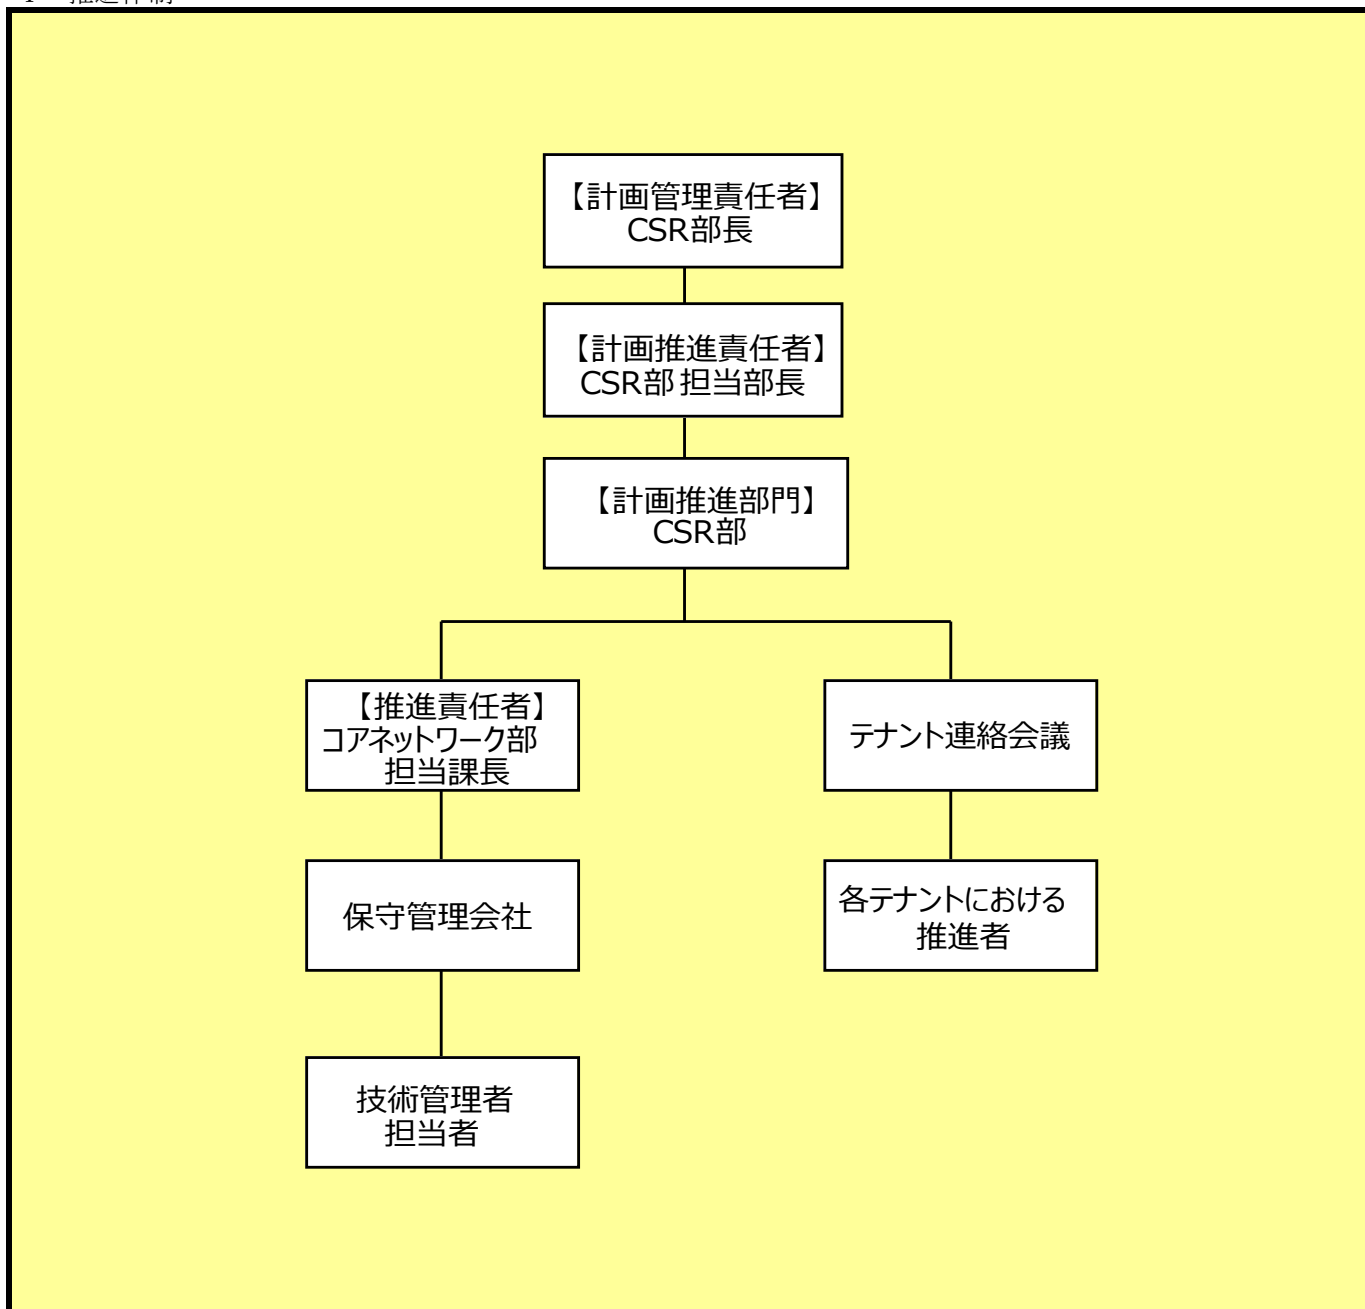 推進体制
【計画管理責任者】
CSR部長
【計画推進責任者】
CSR部 担当部長
【計画推進部門】
CSR部
【推進責任者】
コアネットワーク部
担当課長
テナント連絡会議
保守管理会社
各テナントにおける
推進者
技術管理者
担当者